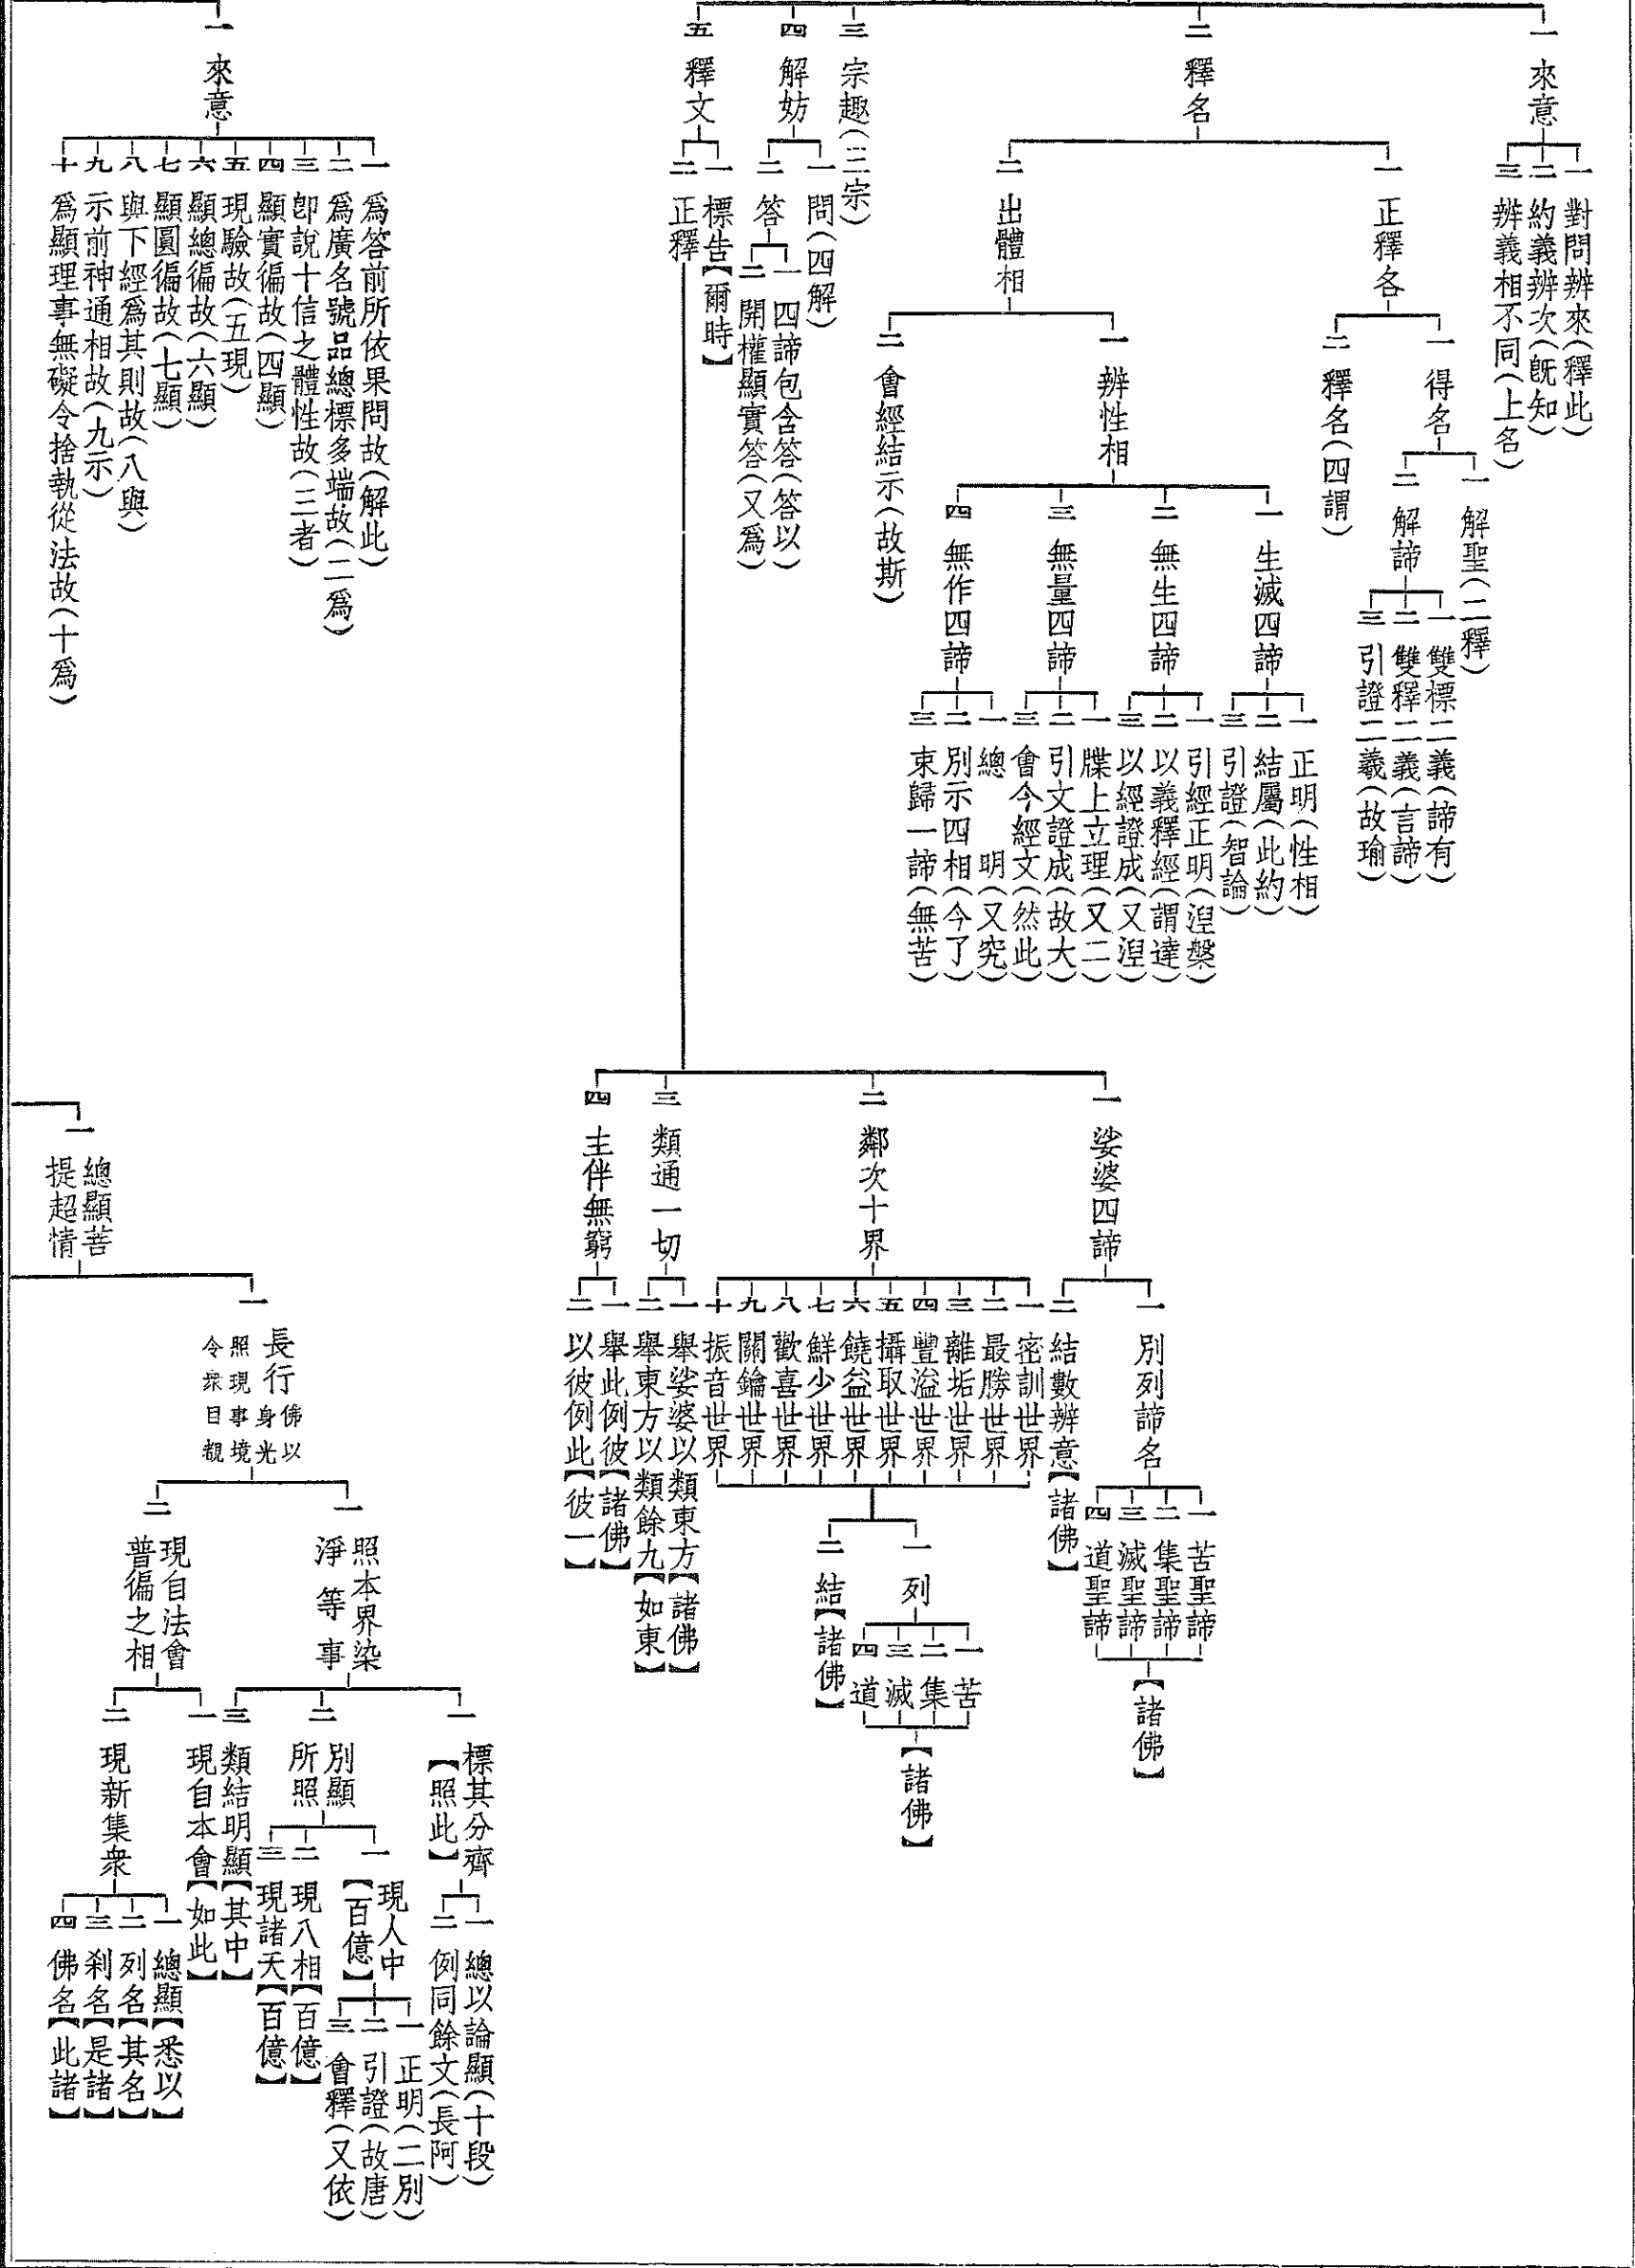 一 來意
一 對問辨來(釋此)
二 約義辨次(既知)
三 辨義相不同(上名)
二 釋名
一 正釋各
一 得名
一 解聖(二釋)
二 解諦
一 雙標二義(諦有)
二 雙釋二義(言諦)
三 引證二義(故瑜)
二 釋名(四謂)
二 出體相
一 辨性相
一 生滅四諦
一 正明(性相)
二 結屬(此約)
三 引證(智論)
二 無生四諦
一 引經正明(涅槃)
二 以義釋經(謂達)
三 以經證成(又涅)
三 無量四諦
一 牒上立理(又二)
二 引文證成(故大)
三 會今經文(然此)
四 無作四諦
一 總明(又究)
二 別示四相(今了)
三 束歸一諦(無苦)
二 會經結示(故斯)
三 宗趣(三宗)
四 解妨
一 問(四解)
二 答
一 四諦包含答(答以)
二 開權顯實答(又為)
五 釋文
一 標告【爾時】
二 正釋
一 娑婆四諦
一 別列諦名
一 苦聖諦
二 集聖諦
三 滅聖諦
四 道聖諦
【諸佛】
二 結數辨意【諸佛】
二 鄰次十界
一 密訓世界
二 最勝世界
三 離垢世界
四 豐溢世界
五 攝取世界
六 饒益世界
七 鮮少世界
八 歡喜世界
九 關鑰世界
十 振音世界
一 列
一 苦
二 集
三 滅
四 道
【諸佛】
二 結【諸佛】
三 類通一切
一 舉娑婆以類東方【諸佛】
二 舉東方以類餘九【如東】
四 主伴無窮
一 舉此例彼【諸佛】
二 以彼例此【彼一】
一 來意
一 為答前所依果問故(解此)
二 為廣名號品總標多端故(二為)
三 卽說十信之體性故(三者)
四 顯實徧故(四顯)
五 現驗故(五現)
六 顯總徧故(六顯)
七 顯圓徧故(七顯)
八 與下經為其則故(八與)
九 示前神通相故(九示)
十 為顯理事無礙令捨執從法故(十為)
一 總顯菩提超情
一 長行 佛以身光照現事境令眾目覩
一 照本界染淨等事
一 標其分齊【照此】
一 總以論顯(十段)
二 例同餘文(長阿)
二 別顯所照
一 現人中【百億】
一 正明(二別)
二 引證(故唐)
三 會釋(又依)
二 現八相【百億】
三 現諸天【百億】
三 類結明顯【其中】
二 現自法會普徧之相
一 現自本會【如此】
二 現新集眾
一 總顯【悉以】
二 列名【其名】
三 剎名【是諸】
四 佛名【此諸】